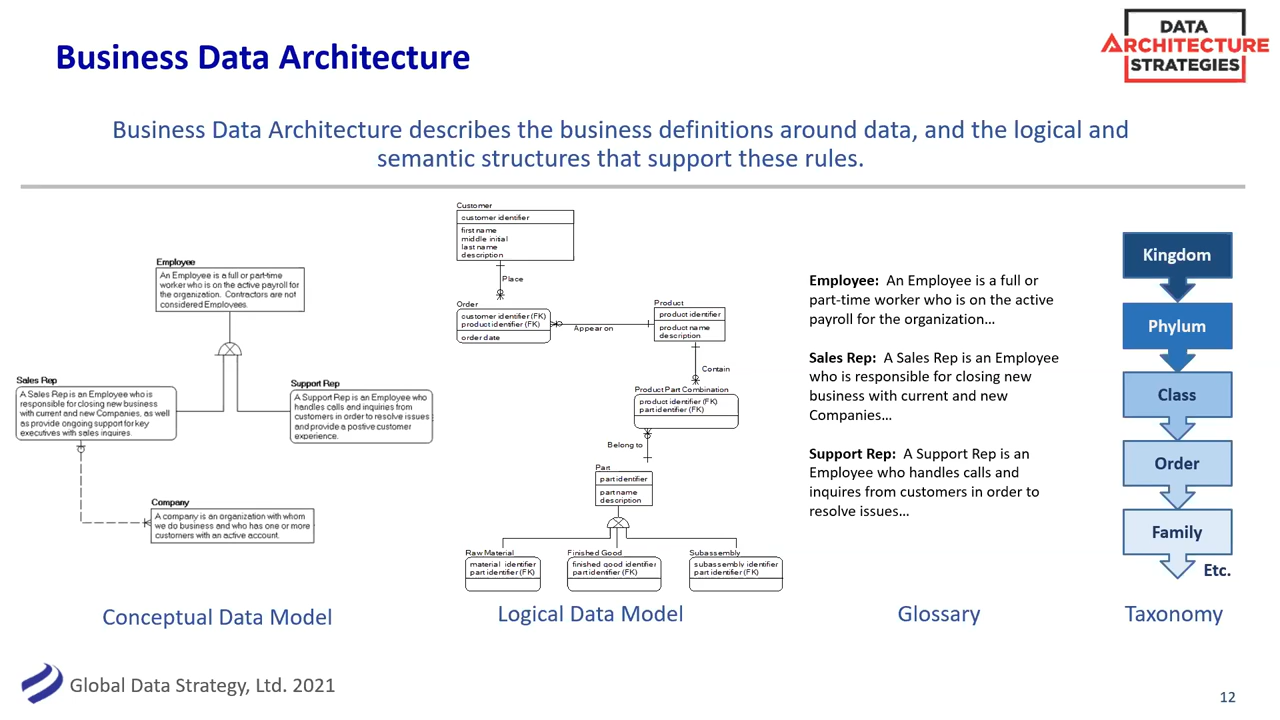 Business Data Architecture
DATA
ARCHITECTURE
STRATEGIES
Business Data Architecture describes the business definitions around data, and the logical and
semantic structures that support these rules.
Employee
An Employee is a full or part-time
worker who is on the active payroll for
the organization. Contractors are not
considered Employees.
Sales Rep
A Sales Rep is an Employee who is
responsible for closing new business
with current and new Companies, as well
as provide ongoing support for key
executives with sales inquires.
Support Rep
A Support Rep is an Employee who
handles calls and inquiries from
customers in order to resolve issues
and provide a postive customer
experience.
Company
A company is an organization with whom
we do business and who has one or more
customers with an active account.
Conceptual Data Model
Customer
customer identifier
first name
middle initial
last name
description
Place
Order
customer identifier (FK)
product identifier (FK)
order date
Appear on
Product
product identifier
product name
description
Contain
Product Part Combination
product identifier (FK)
part identifier (FK)
Belong to
Part
part identifier
part name
description
Raw Material
material identifier
part identifier (FK)
Finished Good
finished good identifier
part identifier (FK)
Subassembly
subassembly identifier
part identifier (FK)
Logical Data Model
Employee: An Employee is a full or
part-time worker who is on the active
payroll for the organization...
Sales Rep: A Sales Rep is an Employee
who is responsible for closing new
business with current and new
Companies...
Support Rep: A Support Rep is an
Employee who handles calls and
inquires from customers in order to
resolve issues...
Glossary
Kingdom
Phylum
Class
Order
Family
Etc.
Taxonomy
Global Data Strategy, Ltd. 2021
12